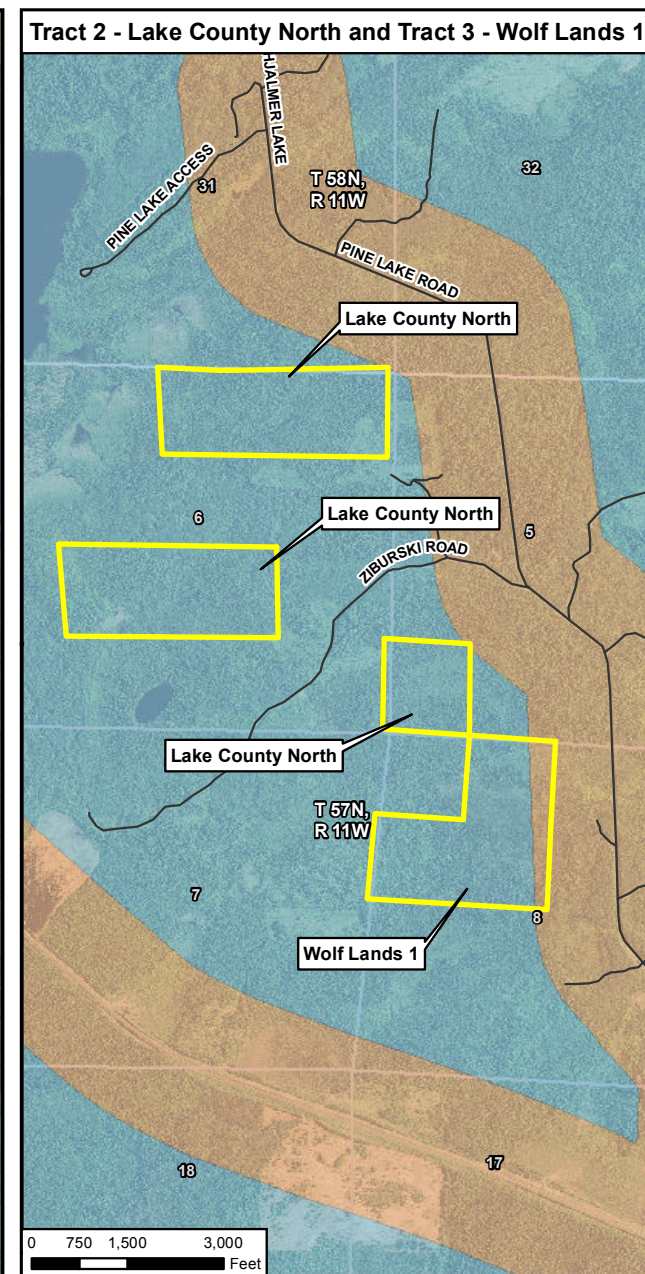 Tract 2 - Lake County North and Tract 3 - Wolf Lands 1
HJALMER LAKE
PINE LAKE ACCESS
31
T 58N,
R 11W
32
PINE LAKE ROAD
Lake County North
Lake County North
6
5
ZIBURSKI ROAD
Lake County North
T 57N,
R 11W
7
8
Wolf Lands 1
17
18
0 750 1,500 3,000
Feet